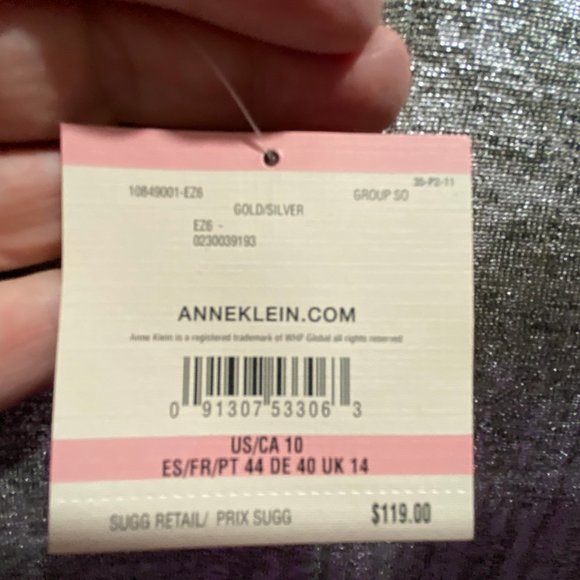 35-P2-11
10849001-EZ6 GROUP SO
GOLD/SILVER
EZ6 -
0230039193
ANNEKLEIN.COM
Anne Klein is a registered trademark of WHP Global all rights reserved
0 91307 53306 3
US/CA 10
ES/FR/PT 44 DE 40 UK 14
SUGG RETAIL/ PRIX SUGG $119.00